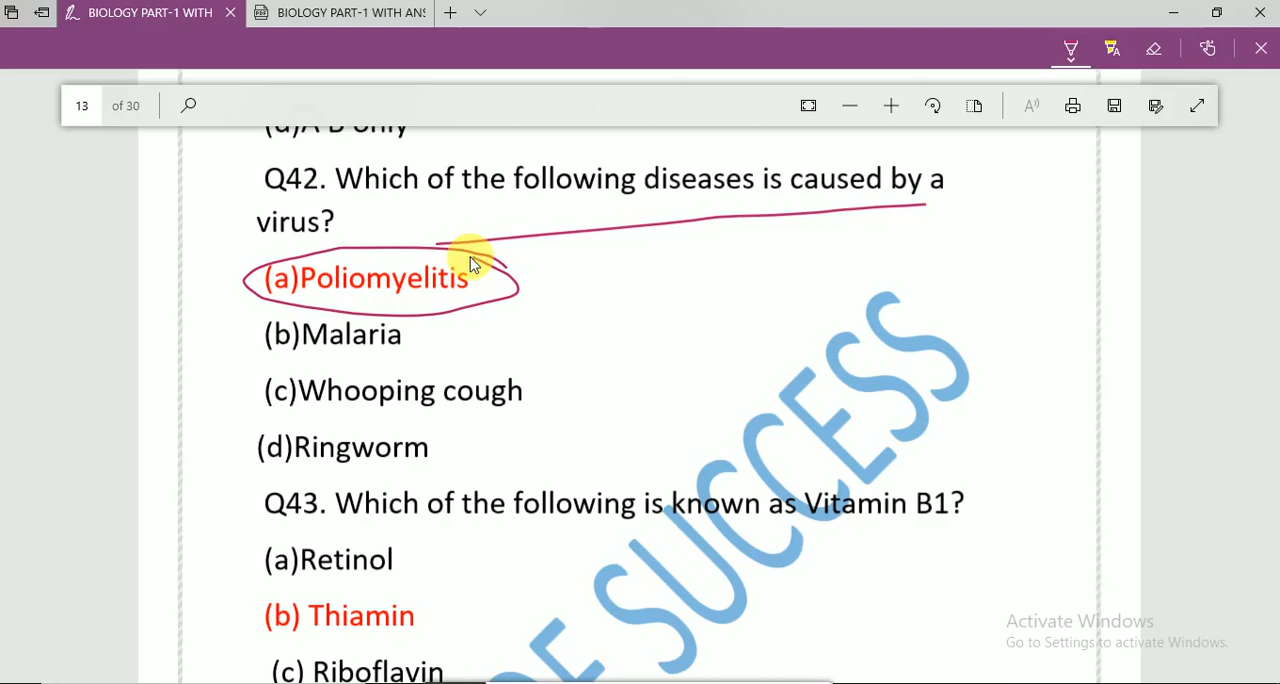 BIOLOGY PART-1 WITH
BIOLOGY PART-1 WITH ANS
13 of 30
(d)A B only
Q42. Which of the following diseases is caused by a
virus?
(a)Poliomyelitis
(b)Malaria
(c)Whooping cough
(d)Ringworm
Q43. Which of the following is known as Vitamin B1?
(a)Retinol
(b) Thiamin
(c) Riboflavin
SUCCESS
Activate Windows
Go to Settings to activate Windows.